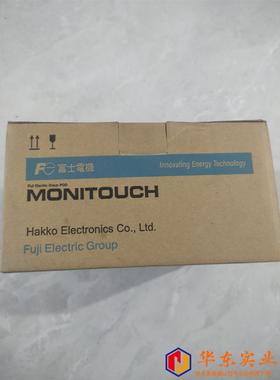 Fe 富士電機
Innovating Energy Technology
Fuji Electric Group POD
MONITOUCH
Hakko Electronics Co., Ltd.
Fuji Electric Group
华东实业